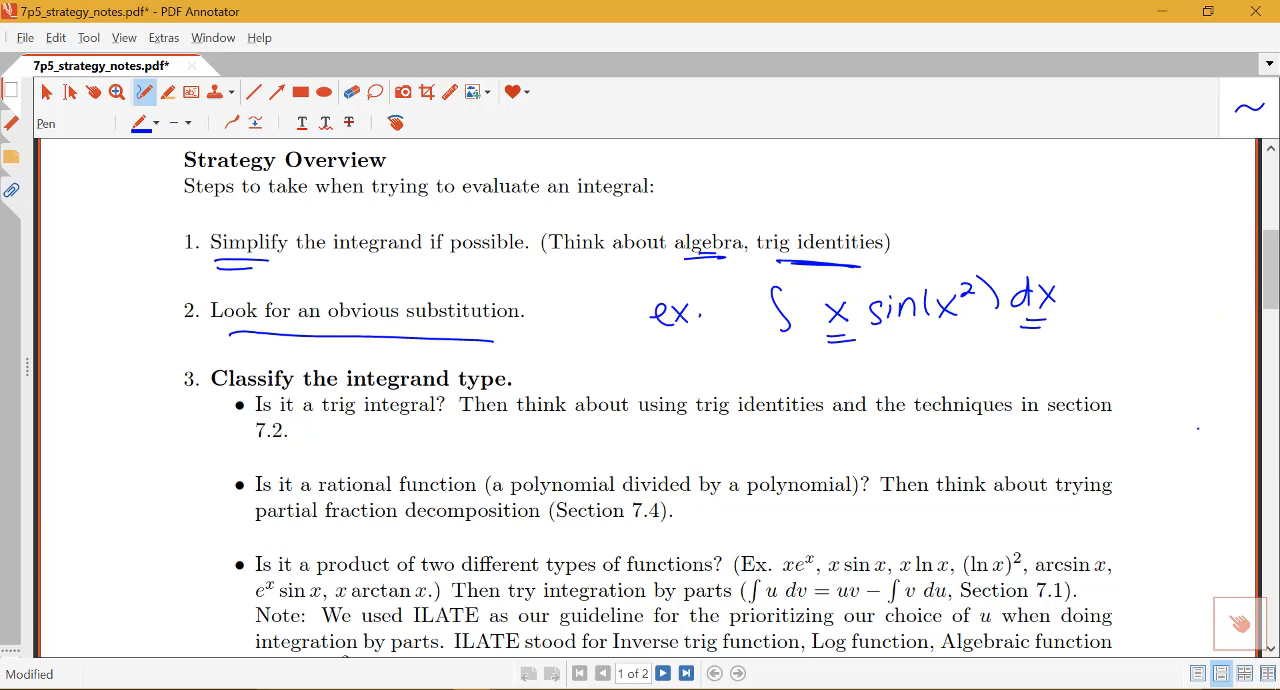 7p5_strategy_notes.pdf* - PDF Annotator
File Edit Tool View Extras Window Help
7p5_strategy_notes.pdf*
Pen
Strategy Overview
Steps to take when trying to evaluate an integral:
1. Simplify the integrand if possible. (Think about algebra, trig identities)
2. Look for an obvious substitution. ex. ∫ x sin(x²) dx
3. Classify the integrand type.
• Is it a trig integral? Then think about using trig identities and the techniques in section
7.2.
• Is it a rational function (a polynomial divided by a polynomial)? Then think about trying
partial fraction decomposition (Section 7.4).
• Is it a product of two different types of functions? (Ex. xeˣ, x sin x, x ln x, (ln x)², arcsin x,
eˣ sin x, x arctan x.) Then try integration by parts (∫ u dv = uv − ∫ v du, Section 7.1).
Note: We used ILATE as our guideline for the prioritizing our choice of u when doing
integration by parts. ILATE stood for Inverse trig function, Log function, Algebraic function
Modified
1 of 2